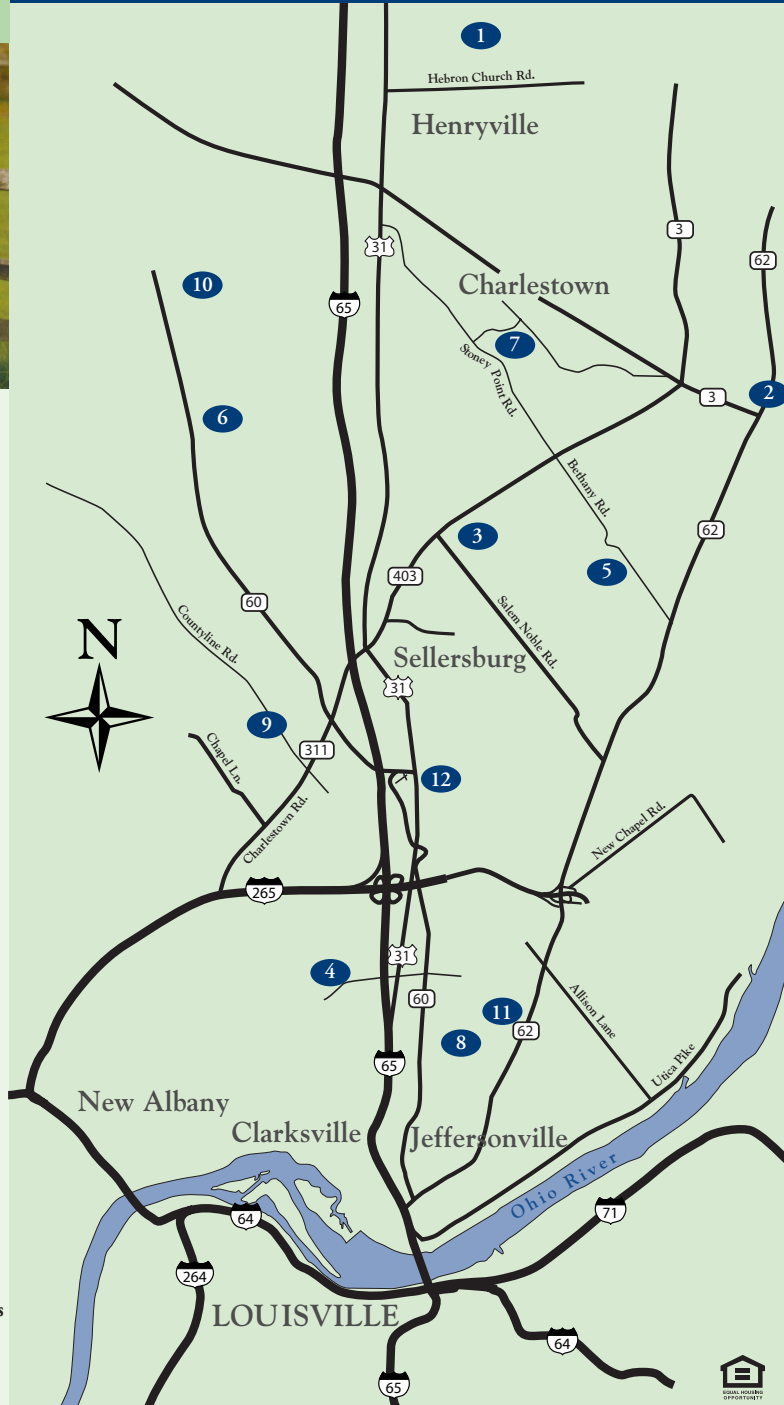 1
Hebron Church Rd.
Henryville
3
31
62
Charlestown
10
65
7
Stoney Point Rd.
2
3
6
Bethany Rd.
62
3
403
5
60
Salem Noble Rd.
Countyline Rd.
N
Sellersburg
31
9
311
Chapel Ln.
12
Charlestown Rd.
New Chapel Rd.
265
31
4
60
11
Allison Lane
62
8
65
Utica Pike
New Albany
Clarksville
Jeffersonville
Ohio River
64
71
264
s
LOUISVILLE
64
65
EQUAL HOUSING
OPPORTUNITY